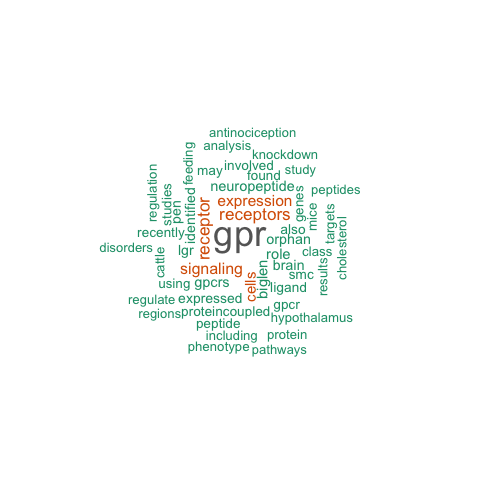 antinociception
analysis
knockdown
feeding
may
involved
found
study
regulation
studies
pen
identified
neuropeptide
genes
peptides
expression
receptors
receptor
mice
targets
recently
gpr
also
orphan
disorders
lgr
role
class
cholesterol
cattle
signaling
cells
biglen
brain
smc
results
using
gpcrs
ligand
regulate
expressed
gpcr
regions
proteincoupled
hypothalamus
peptide
including
protein
phenotype
pathways